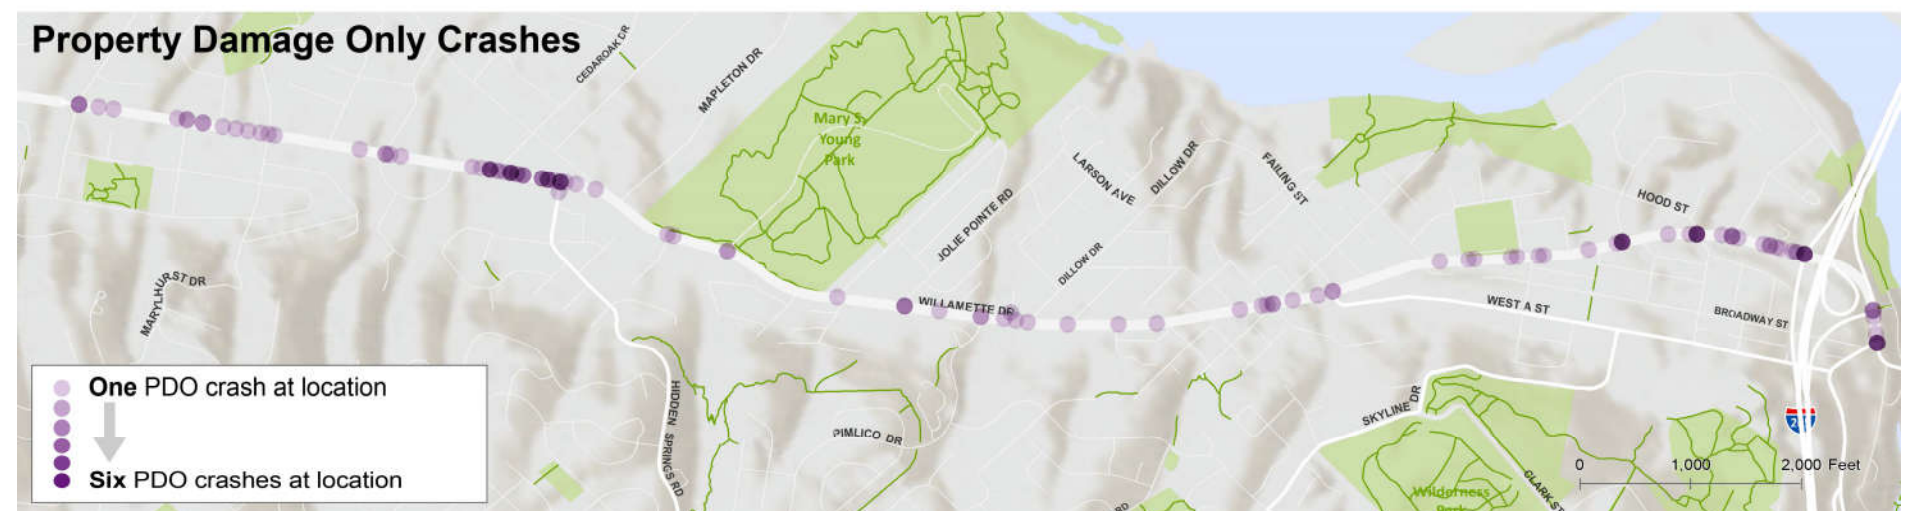 Property Damage Only Crashes
CEDAROAK DR
MAPLETON DR
Mary S.
Young
Park
LARSON AVE
DILLOW DR
FAILING ST
HOOD ST
JOLIE POINTE RD
DILLOW DR
MARYLHURST DR
WILLAMETTE DR
WEST A ST
BROADWAY ST
One PDO crash at location
Six PDO crashes at location
HIDDEN SPRINGS RD
PIMLICO DR
SKYLINE DR
0 1,000 2,000 Feet
CLARK ST
Wilderness
Park
RD